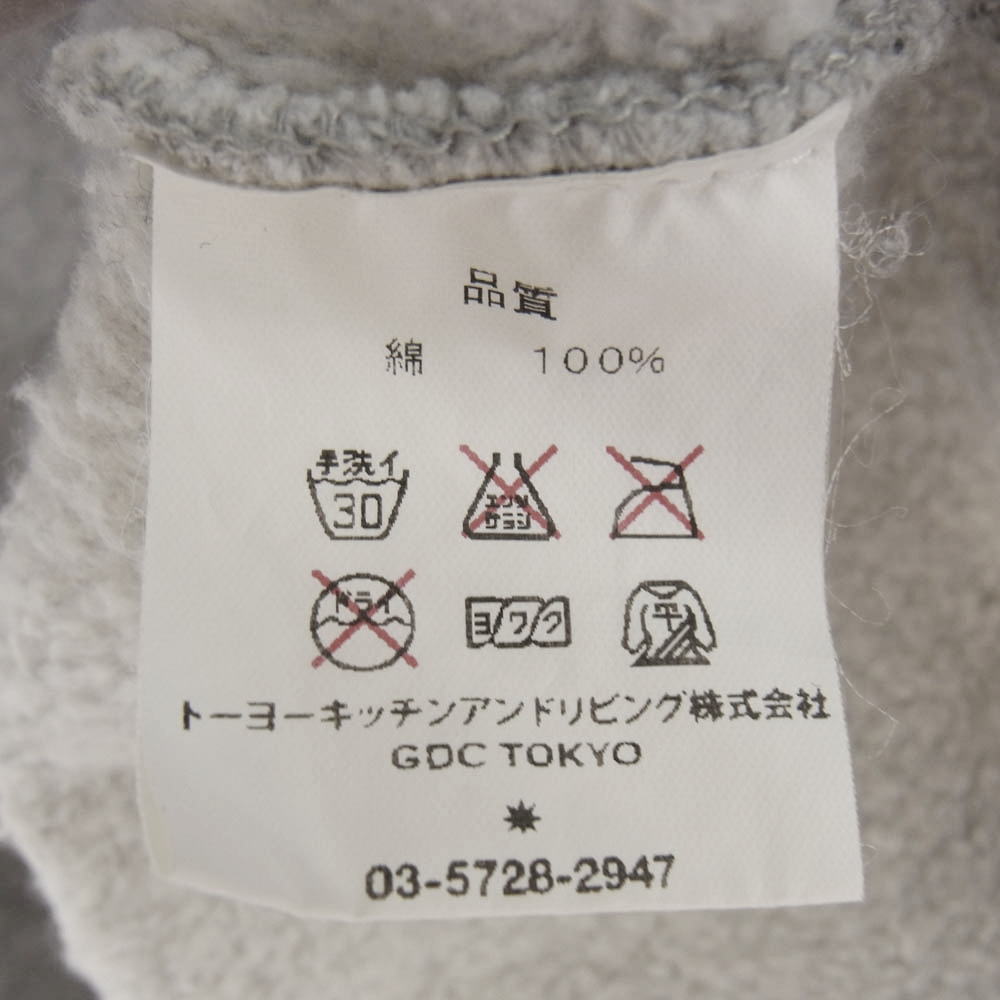 品質
綿 100%
手洗イ
30
エンソ
サラシ
ドライ
ヨワク
平
トーヨーキッチンアンドリビング株式会社
GDC TOKYO
03-5728-2947